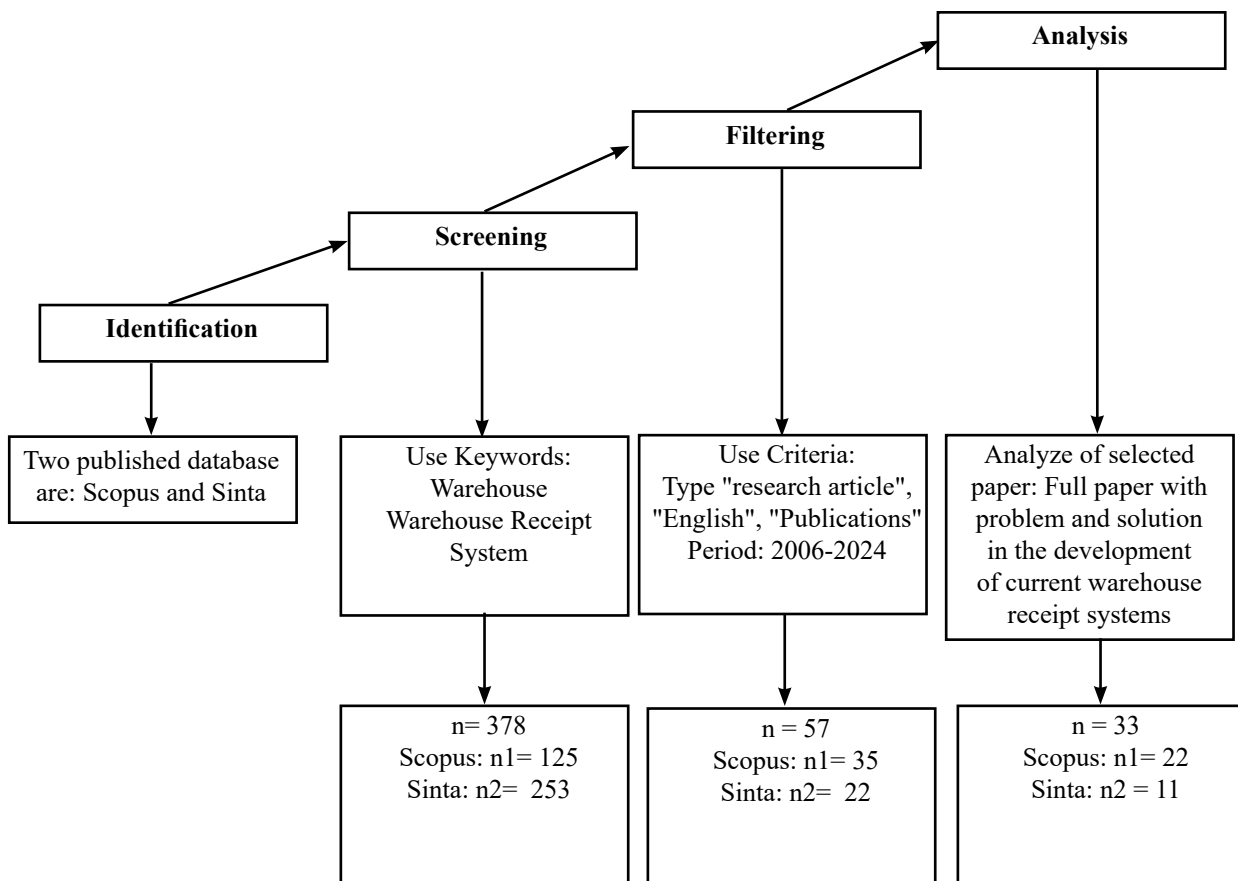 Analysis
Filtering
Screening
Identification
Two published database
are: Scopus and Sinta
Use Keywords:
Warehouse
Warehouse Receipt
System
Use Criteria:
Type "research article",
"English", "Publications"
Period: 2006-2024
Analyze of selected
paper: Full paper with
problem and solution
in the development
of current warehouse
receipt systems
n= 378
Scopus: n1= 125
Sinta: n2=  253
n = 57
Scopus: n1= 35
Sinta: n2=  22
n = 33
Scopus: n1= 22
Sinta: n2 = 11